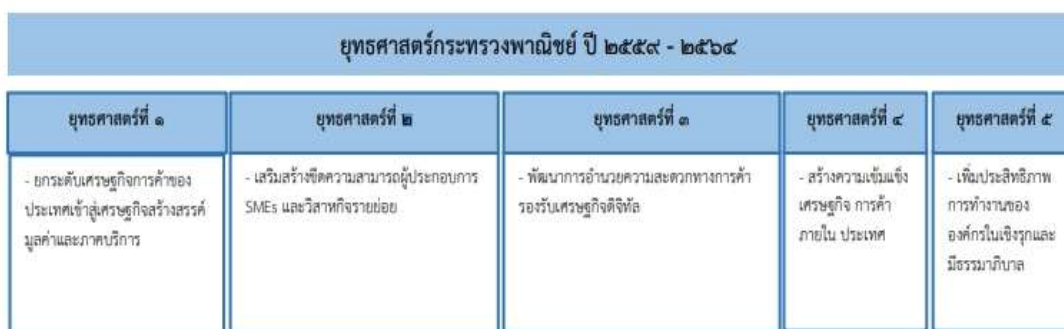 ยุทธศาสตร์กระทรวงพาณิชย์ ปี ๒๕๕๙ - ๒๕๖๔
ยุทธศาสตร์ที่ ๑
- ยกระดับเศรษฐกิจการค้าของ
ประเทศเข้าสู่เศรษฐกิจสร้างสรรค์
มูลค่าและภาคบริการ
ยุทธศาสตร์ที่ ๒
- เสริมสร้างขีดความสามารถผู้ประกอบการ
SMEs และวิสาหกิจรายย่อย
ยุทธศาสตร์ที่ ๓
- พัฒนาการอำนวยความสะดวกทางการค้า
รองรับเศรษฐกิจดิจิทัล
ยุทธศาสตร์ที่ ๔
- สร้างความเข้มแข็ง
เศรษฐกิจ การค้า
ภายใน ประเทศ
ยุทธศาสตร์ที่ ๕
- เพิ่มประสิทธิภาพ
การทำงานของ
องค์กรในเชิงรุกและ
มีธรรมาภิบาล